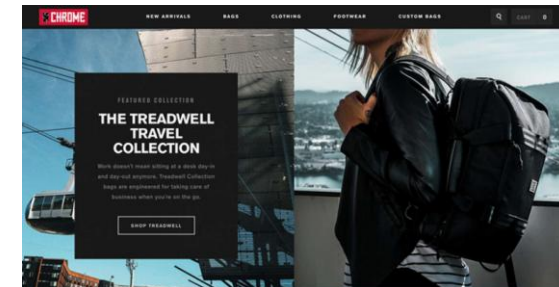 CHROME
NEW ARRIVALS BAGS CLOTHING FOOTWEAR CUSTOM BAGS CART 0
FEATURED COLLECTION
THE TREADWELL
TRAVEL
COLLECTION
Work doesn't mean sitting at a desk day-in
and day-out anymore. Treadwell Collection
bags are engineered for taking care of
business when you're on the go.
SHOP TREADWELL